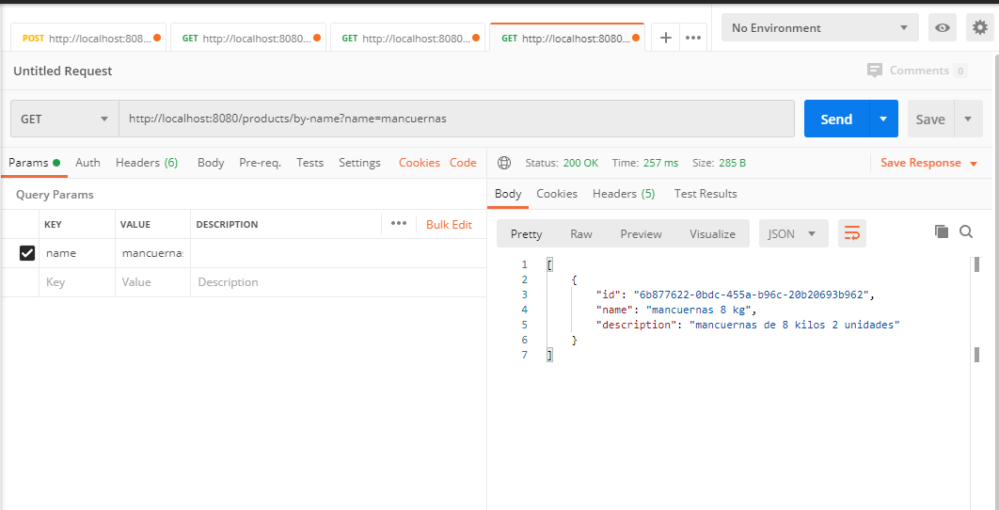 POST http://localhost:808... GET http://localhost:8080... GET http://localhost:8080... GET http://localhost:8080... + ••• No Environment
Untitled Request Comments 0
GET http://localhost:8080/products/by-name?name=mancuernas Send Save
Params Auth Headers (6) Body Pre-req. Tests Settings Cookies Code Status: 200 OK Time: 257 ms Size: 285 B Save Response
Query Params Body Cookies Headers (5) Test Results
KEY VALUE DESCRIPTION ••• Bulk Edit Pretty Raw Preview Visualize JSON
name mancuernas
Key Value Description
1 [
2 {
3 "id": "6b877622-0bdc-455a-b96c-20b20693b962",
4 "name": "mancuernas 8 kg",
5 "description": "mancuernas de 8 kilos 2 unidades"
6 }
7 ]